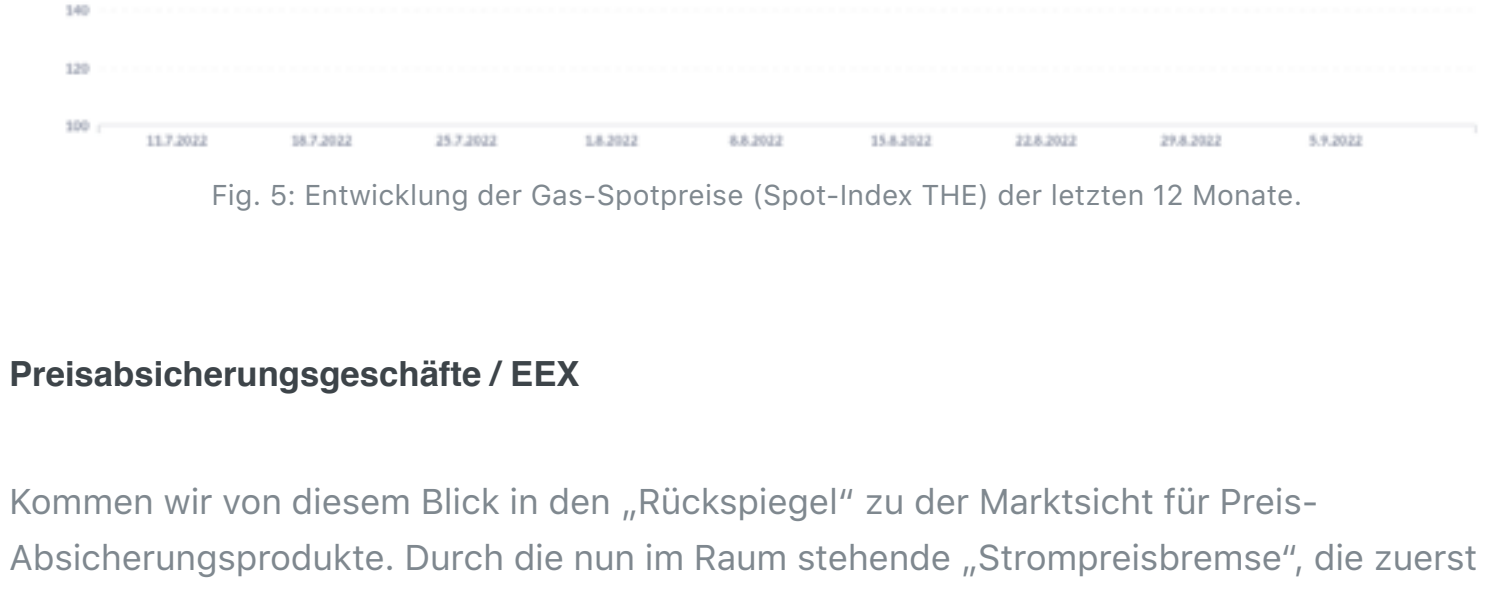 140
120
100
11.7.2022 18.7.2022 25.7.2022 1.8.2022 8.8.2022 15.8.2022 22.8.2022 29.8.2022 5.9.2022
Fig. 5: Entwicklung der Gas-Spotpreise (Spot-Index THE) der letzten 12 Monate.
Preisabsicherungsgeschäfte / EEX
Kommen wir von diesem Blick in den „Rückspiegel“ zu der Marktsicht für Preis-
Absicherungsprodukte. Durch die nun im Raum stehende „Strompreisbremse“, die zuerst